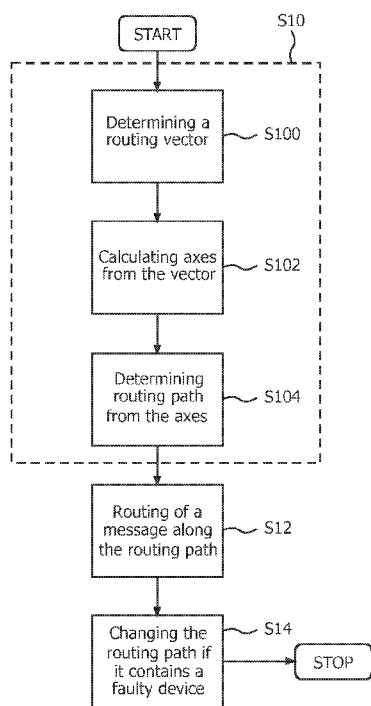 START
S10
Determining a
routing vector
S100
Calculating axes
from the vector
S102
Determining
routing path
from the axes
S104
Routing of a
message along
the routing path
S12
Changing the
routing path if
it contains a
faulty device
S14
STOP